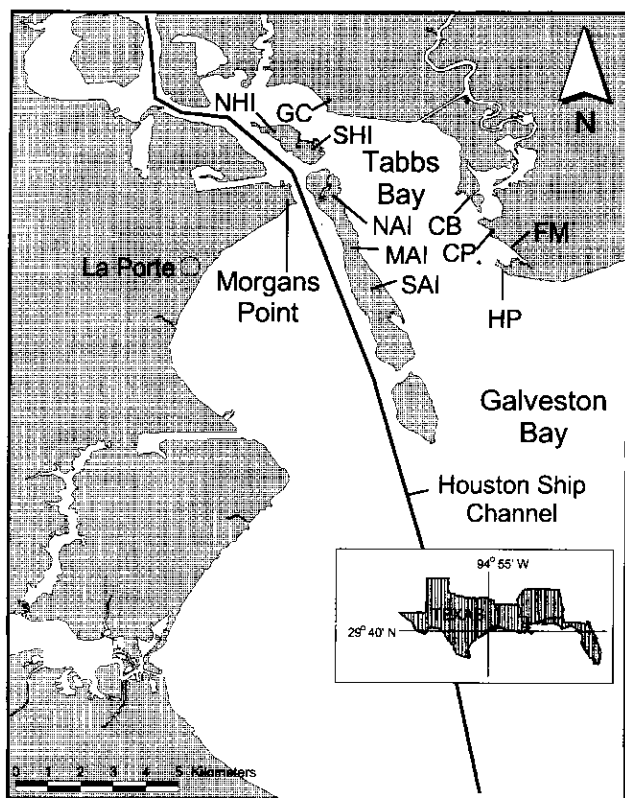 NHI
GC
SHI
N
Tabbs
Bay
NAI
CB
FM
MAI
CP
La Porte
SAI
Morgans
Point
HP
Galveston
Bay
Houston Ship
Channel
94° 55' W
TEXAS
29° 40' N
0 1 2 3 4 5 Kilometers